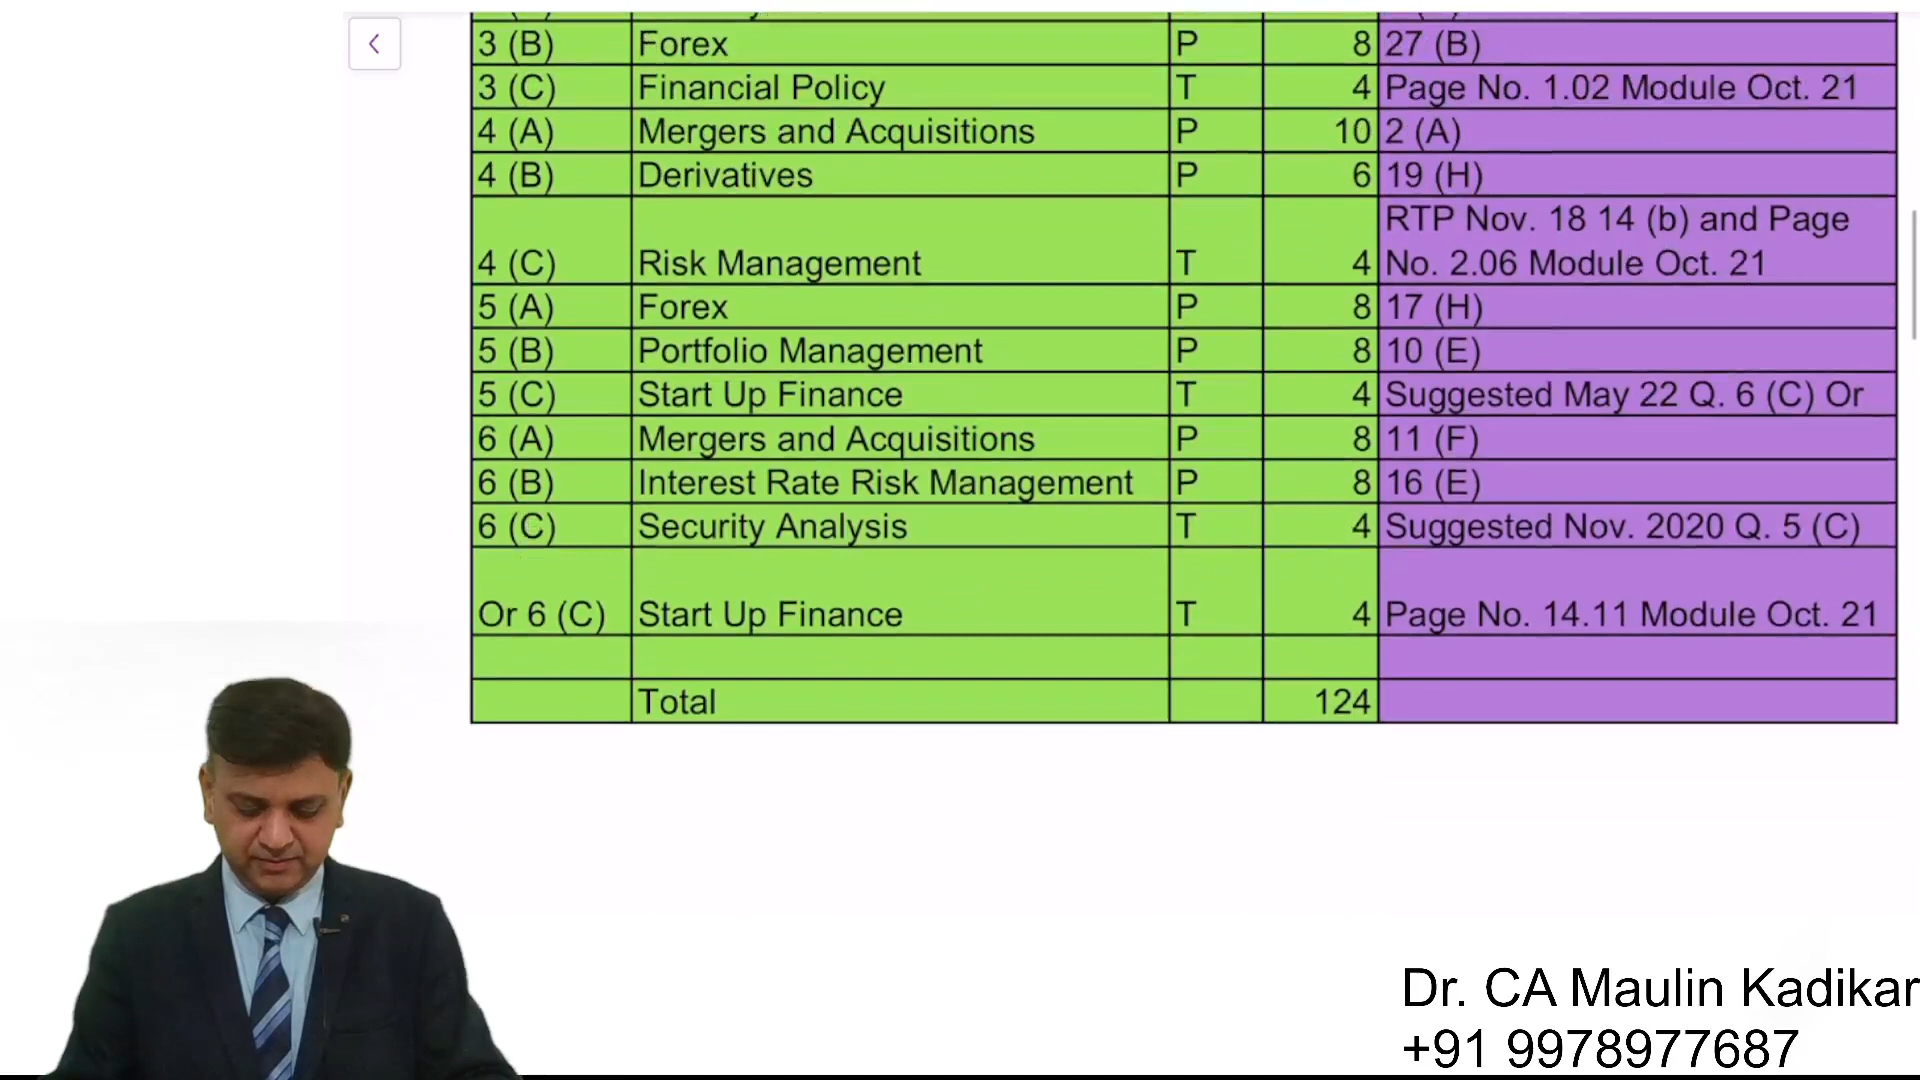 3 (B) Forex P 8 27 (B)
3 (C) Financial Policy T 4 Page No. 1.02 Module Oct. 21
4 (A) Mergers and Acquisitions P 10 2 (A)
4 (B) Derivatives P 6 19 (H)
4 (C) Risk Management T 4 RTP Nov. 18 14 (b) and Page
No. 2.06 Module Oct. 21
5 (A) Forex P 8 17 (H)
5 (B) Portfolio Management P 8 10 (E)
5 (C) Start Up Finance T 4 Suggested May 22 Q. 6 (C) Or
6 (A) Mergers and Acquisitions P 8 11 (F)
6 (B) Interest Rate Risk Management P 8 16 (E)
6 (C) Security Analysis T 4 Suggested Nov. 2020 Q. 5 (C)
Or 6 (C) Start Up Finance T 4 Page No. 14.11 Module Oct. 21
Total 124
Dr. CA Maulin Kadikar
+91 9978977687